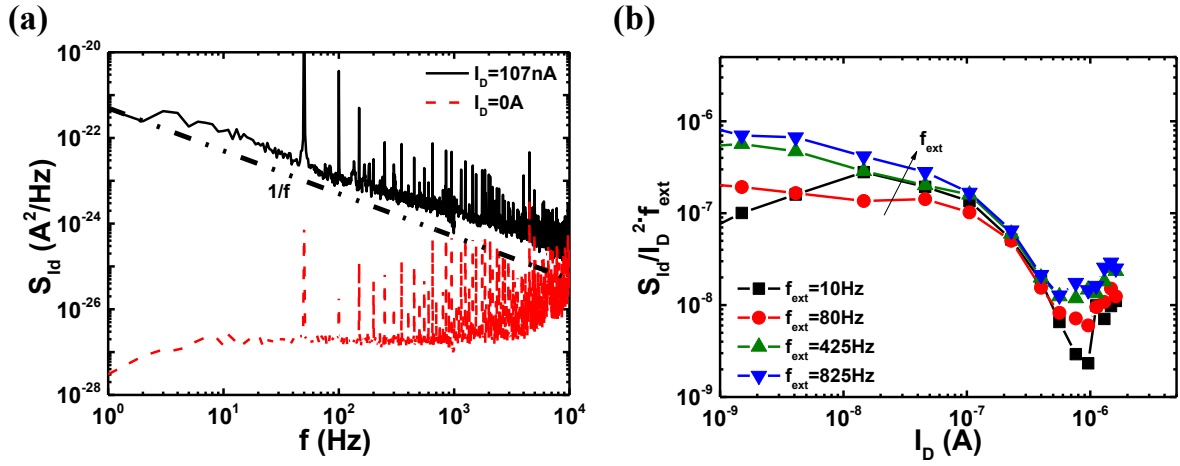 (a)
10^-20
10^-22
10^-24
10^-26
10^-28
S_Id (A^2/Hz)
I_D=107nA
I_D=0A
1/f
10^0 10^1 10^2 10^3 10^4
f (Hz)
(b)
10^-6
10^-7
10^-8
10^-9
S_Id/I_D^2·f_ext
f_ext
f_ext=10Hz
f_ext=80Hz
f_ext=425Hz
f_ext=825Hz
10^-9 10^-8 10^-7 10^-6
I_D (A)